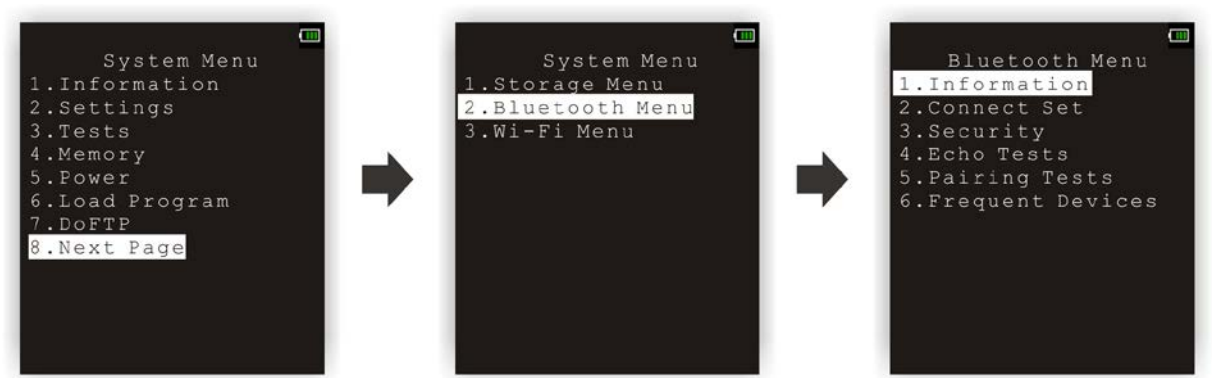 System Menu
1.Information
2.Settings
3.Tests
4.Memory
5.Power
6.Load Program
7.DoFTP
8.Next Page
System Menu
1.Storage Menu
2.Bluetooth Menu
3.Wi-Fi Menu
Bluetooth Menu
1.Information
2.Connect Set
3.Security
4.Echo Tests
5.Pairing Tests
6.Frequent Devices